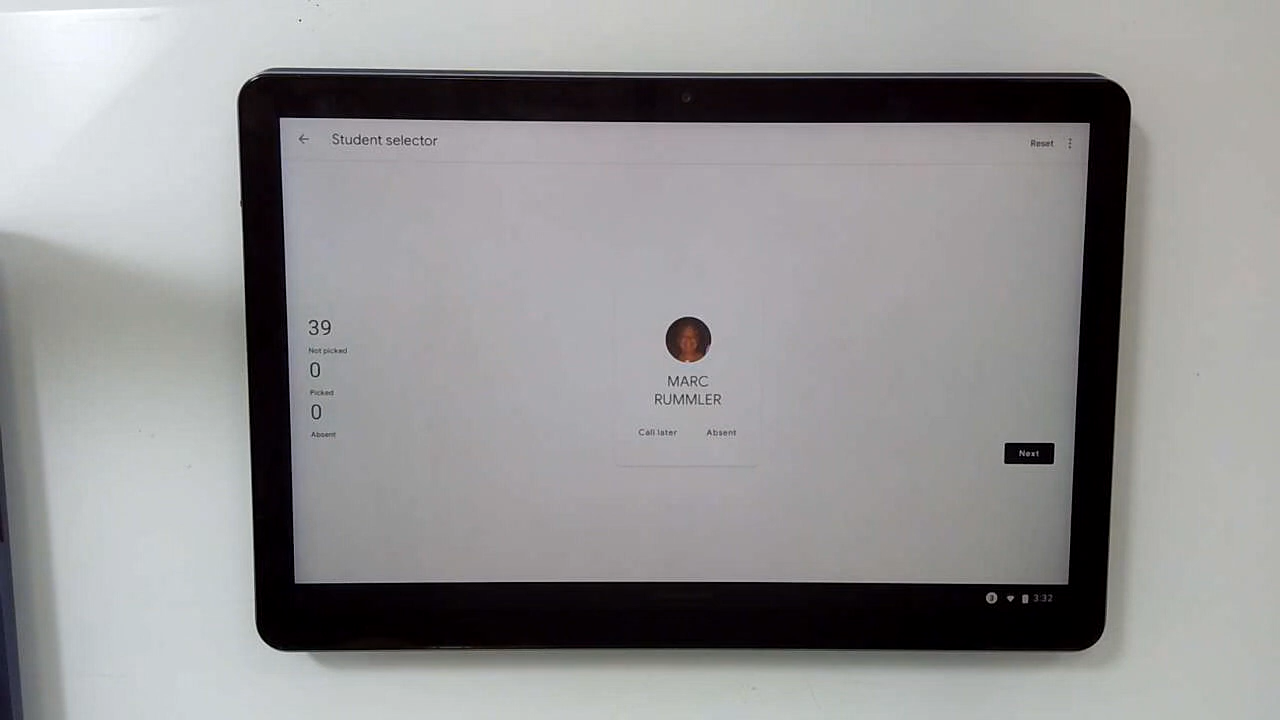 Student selector
Reset
39
Not picked
0
Picked
0
Absent
MARC
RUMMLER
Call later Absent
Next
3:32